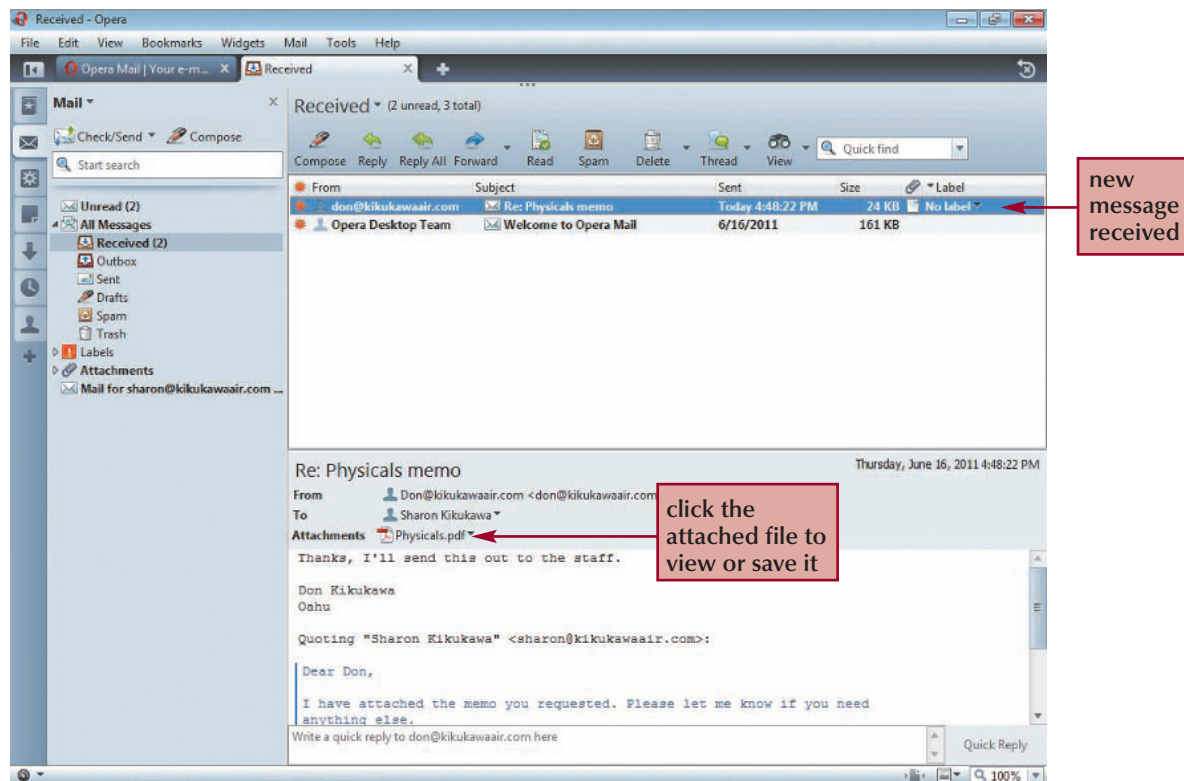 Received - Opera
File Edit View Bookmarks Widgets Mail Tools Help
Opera Mail | Your e-m... Received
Mail
Check/Send Compose
Start search
Unread (2)
All Messages
Received (2)
Outbox
Sent
Drafts
Spam
Trash
Labels
Attachments
Mail for sharon@kikukawaair.com ...
Received (2 unread, 3 total)
Compose Reply Reply All Forward Read Spam Delete Thread View Quick find
From Subject Sent Size Label
don@kikukawaair.com Re: Physicals memo Today 4:48:22 PM 24 KB No label
Opera Desktop Team Welcome to Opera Mail 6/16/2011 161 KB
new
message
received
Re: Physicals memo Thursday, June 16, 2011 4:48:22 PM
From Don@kikukawaair.com <don@kikukawaair.com
To Sharon Kikukawa
Attachments Physicals.pdf
click the
attached file to
view or save it
Thanks, I'll send this out to the staff.
Don Kikukawa
Oahu
Quoting "Sharon Kikukawa" <sharon@kikukawaair.com>:
Dear Don,
I have attached the memo you requested. Please let me know if you need
anything else.
Write a quick reply to don@kikukawaair.com here
Quick Reply
100%